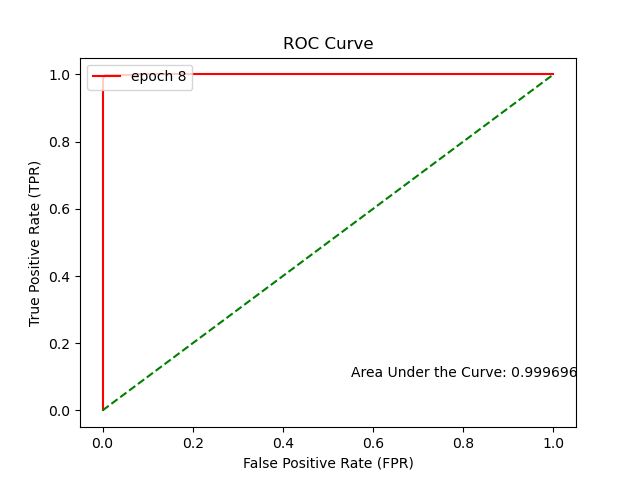 ROC Curve
epoch 8
1.0
0.8
0.6
0.4
0.2
0.0
True Positive Rate (TPR)
Area Under the Curve: 0.999696
0.0 0.2 0.4 0.6 0.8 1.0
False Positive Rate (FPR)